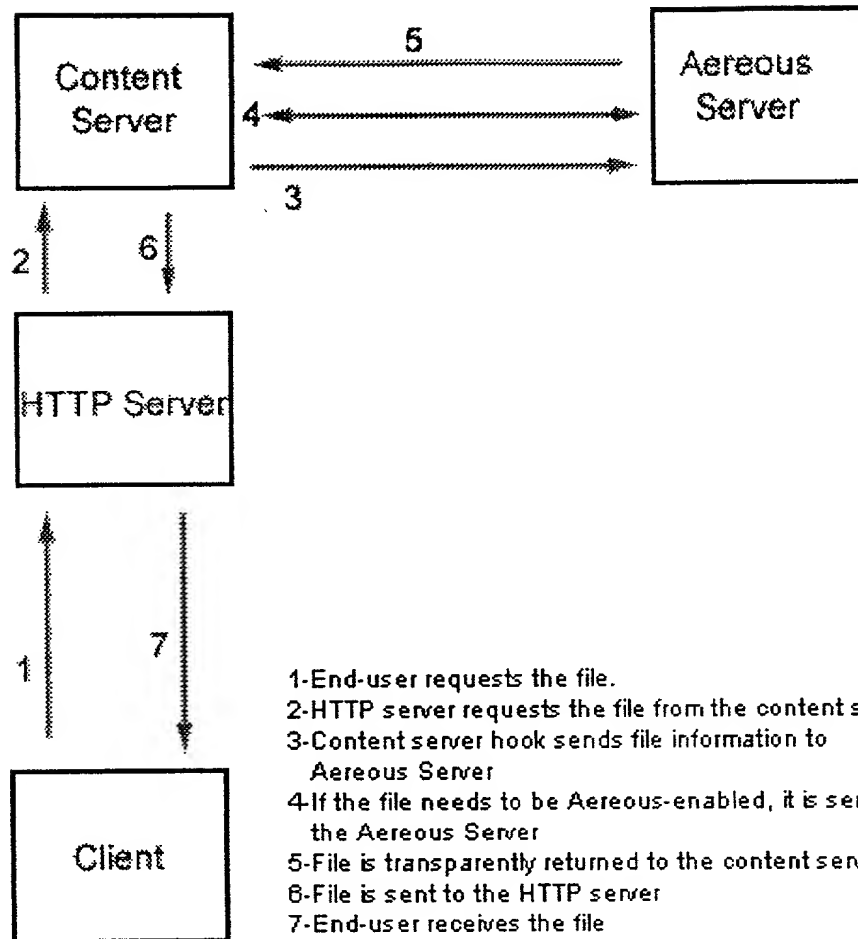 5
Content
Server
Aereous
Server
4
3
2
6
HTTP Server
1
7
Client
1-End-user requests the file.
2-HTTP server requests the file from the content s
3-Content server hook sends file information to
Aereous Server
4-If the file needs to be Aereous-enabled, it is sen
the Aereous Server
5-File is transparently returned to the content serv
6-File is sent to the HTTP server
7-End-user receives the file